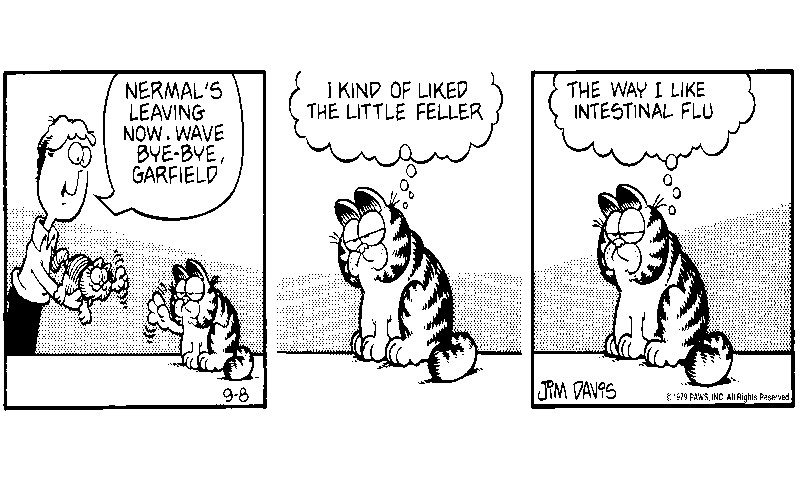 NERMAL'S
LEAVING
NOW. WAVE
BYE-BYE,
GARFIELD
9-8
I KIND OF LIKED
THE LITTLE FELLER
THE WAY I LIKE
INTESTINAL FLU
JIM DAVIS
© 1979 PAWS, INC. All Rights Reserved.